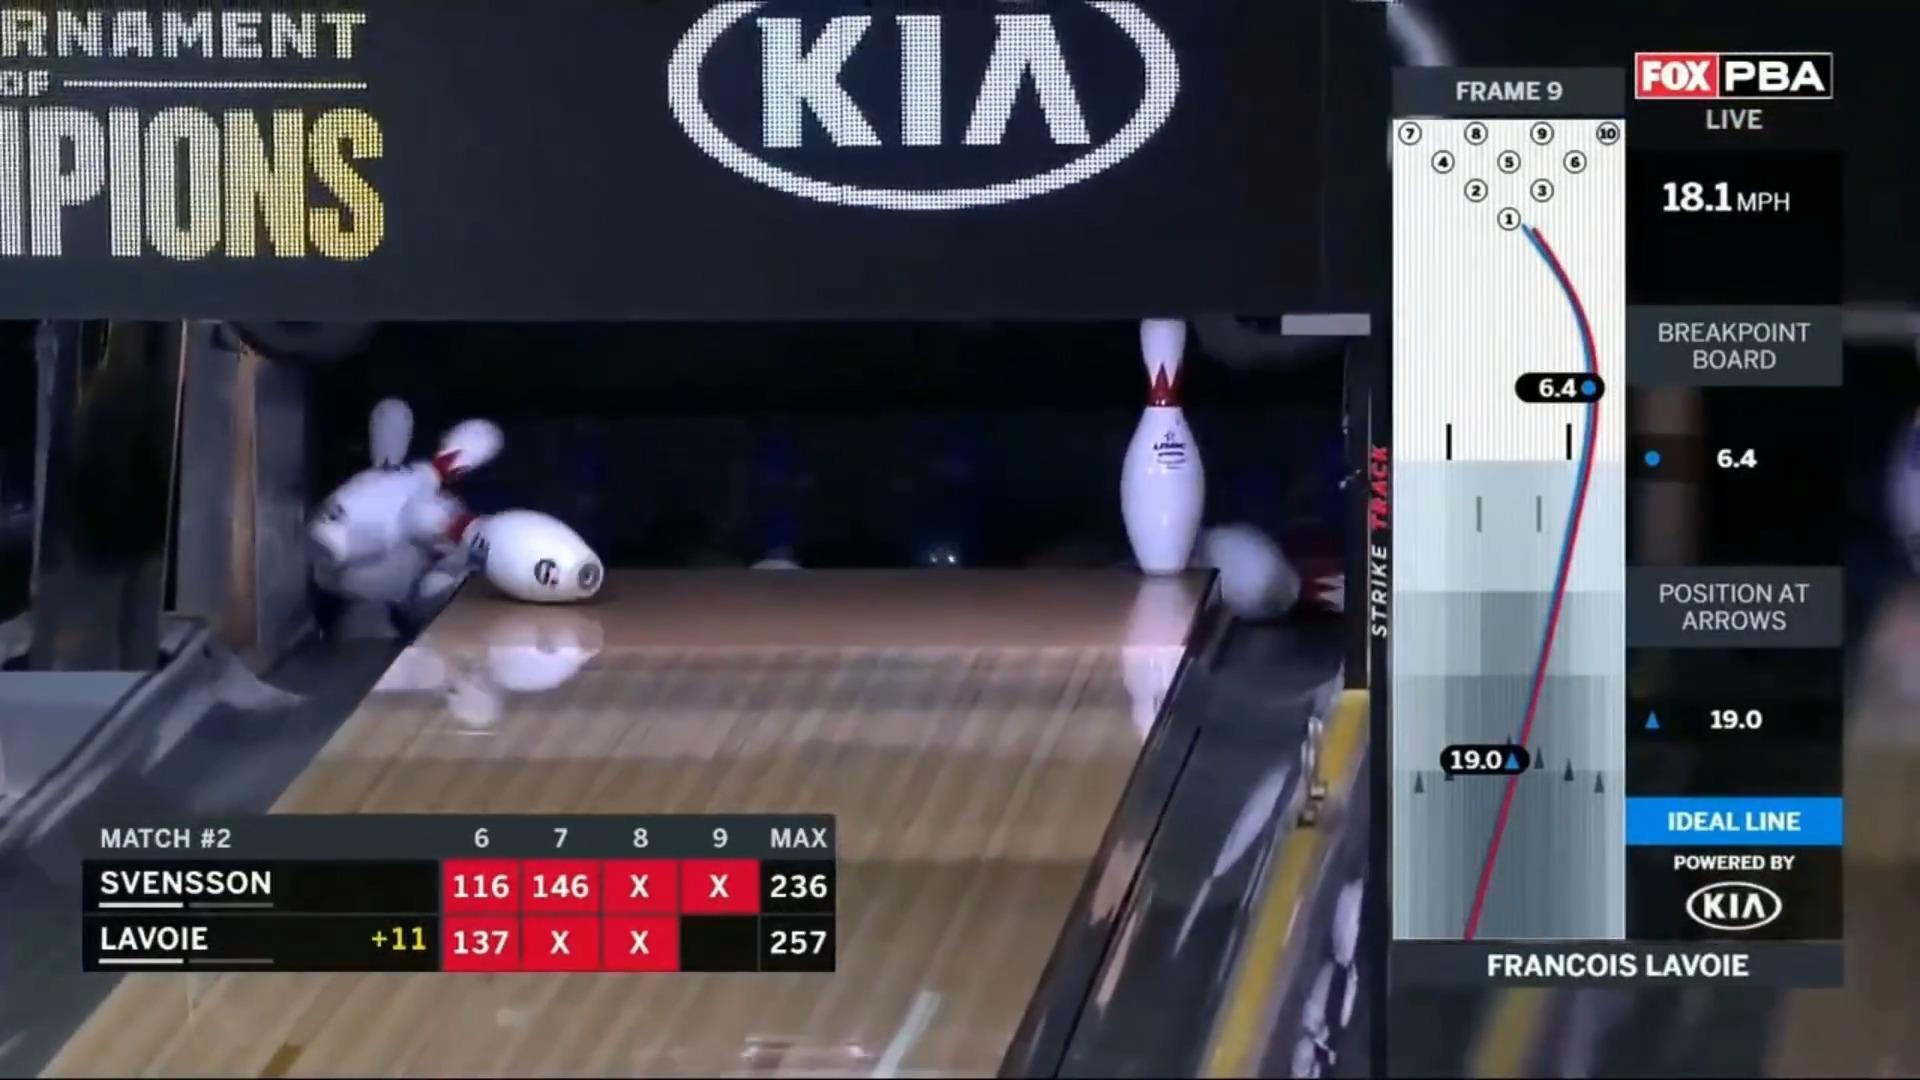 RNAMENT
OF
MPIONS
KIA
FRAME 9
7 8 9 10
4 5 6
2 3
1
6.4
19.0
STRIKE TRACK
FOX PBA
LIVE
18.1 MPH
BREAKPOINT
BOARD
6.4
POSITION AT
ARROWS
19.0
IDEAL LINE
POWERED BY
KIA
FRANCOIS LAVOIE
MATCH #2 6 7 8 9 MAX
SVENSSON 116 146 X X 236
LAVOIE +11 137 X X 257